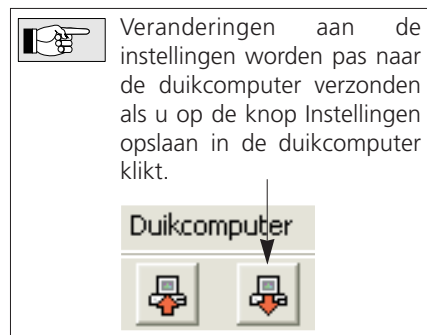 Veranderingen aan de
instellingen worden pas naar
de duikcomputer verzonden
als u op de knop Instellingen
opslaan in de duikcomputer
klikt.
Duikcomputer